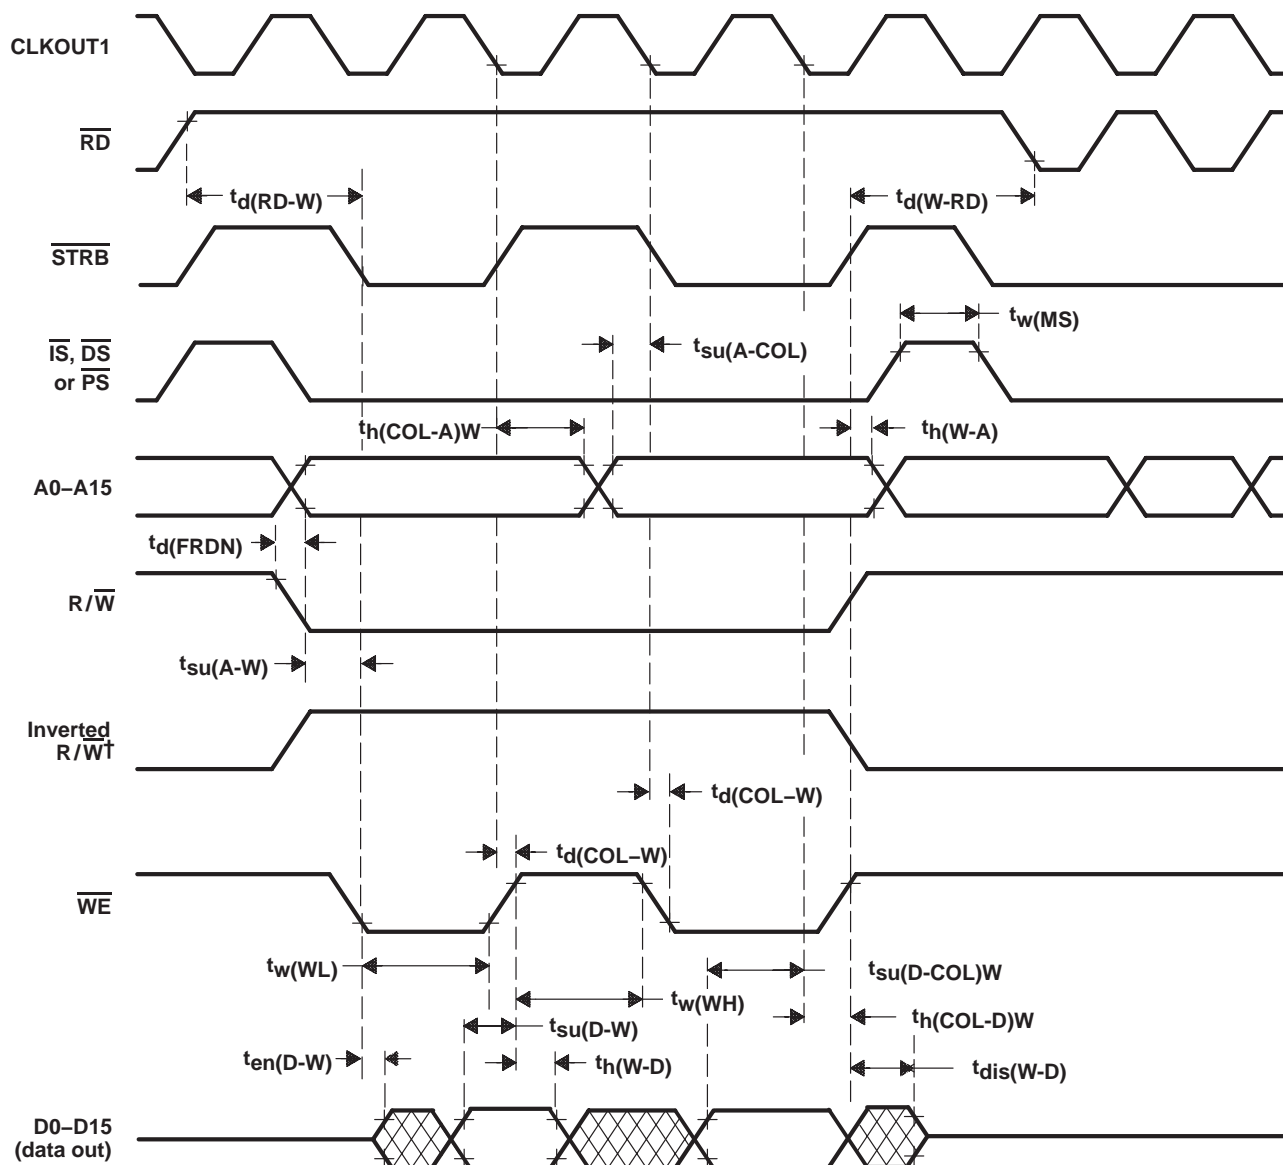 CLKOUT1
RD
td(RD-W)
td(W-RD)
STRB
tw(MS)
IS, DS
or PS
tsu(A-COL)
th(COL-A)W
th(W-A)
A0–A15
td(FRDN)
R/W
tsu(A-W)
Inverted
R/W†
td(COL–W)
td(COL–W)
WE
tw(WL)
tsu(D-COL)W
tw(WH)
th(COL-D)W
tsu(D-W)
ten(D-W)
th(W-D)
tdis(W-D)
D0–D15
(data out)